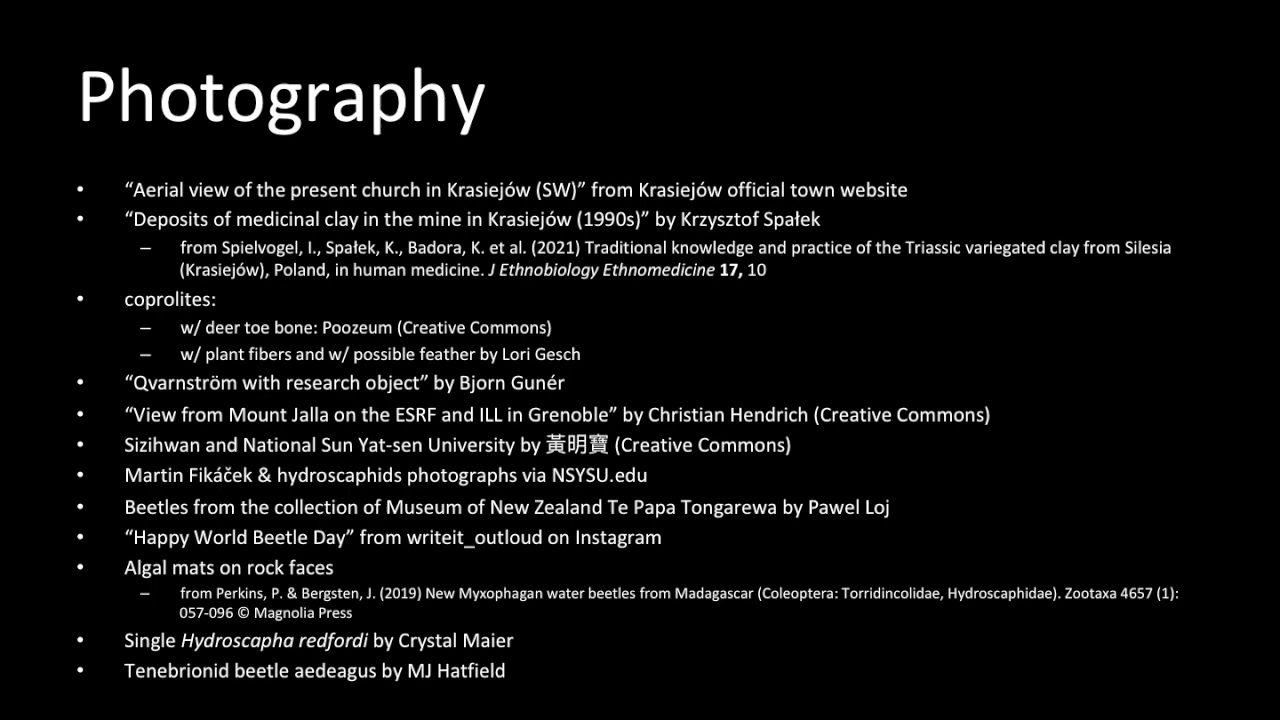 Photography
• “Aerial view of the present church in Krasiejów (SW)” from Krasiejów official town website
• “Deposits of medicinal clay in the mine in Krasiejów (1990s)” by Krzysztof Spałek
– from Spielvogel, I., Spałek, K., Badora, K. et al. (2021) Traditional knowledge and practice of the Triassic variegated clay from Silesia
(Krasiejów), Poland, in human medicine. J Ethnobiology Ethnomedicine 17, 10
• coprolites:
– w/ deer toe bone: Poozeum (Creative Commons)
– w/ plant fibers and w/ possible feather by Lori Gesch
• “Qvarnström with research object” by Bjorn Gunér
• “View from Mount Jalla on the ESRF and ILL in Grenoble” by Christian Hendrich (Creative Commons)
• Sizihwan and National Sun Yat-sen University by 黃明寶 (Creative Commons)
• Martin Fikáček & hydroscaphids photographs via NSYSU.edu
• Beetles from the collection of Museum of New Zealand Te Papa Tongarewa by Pawel Loj
• “Happy World Beetle Day” from writeit_outloud on Instagram
• Algal mats on rock faces
– from Perkins, P. & Bergsten, J. (2019) New Myxophagan water beetles from Madagascar (Coleoptera: Torridincolidae, Hydroscaphidae). Zootaxa 4657 (1):
057-096 © Magnolia Press
• Single Hydroscapha redfordi by Crystal Maier
• Tenebrionid beetle aedeagus by MJ Hatfield